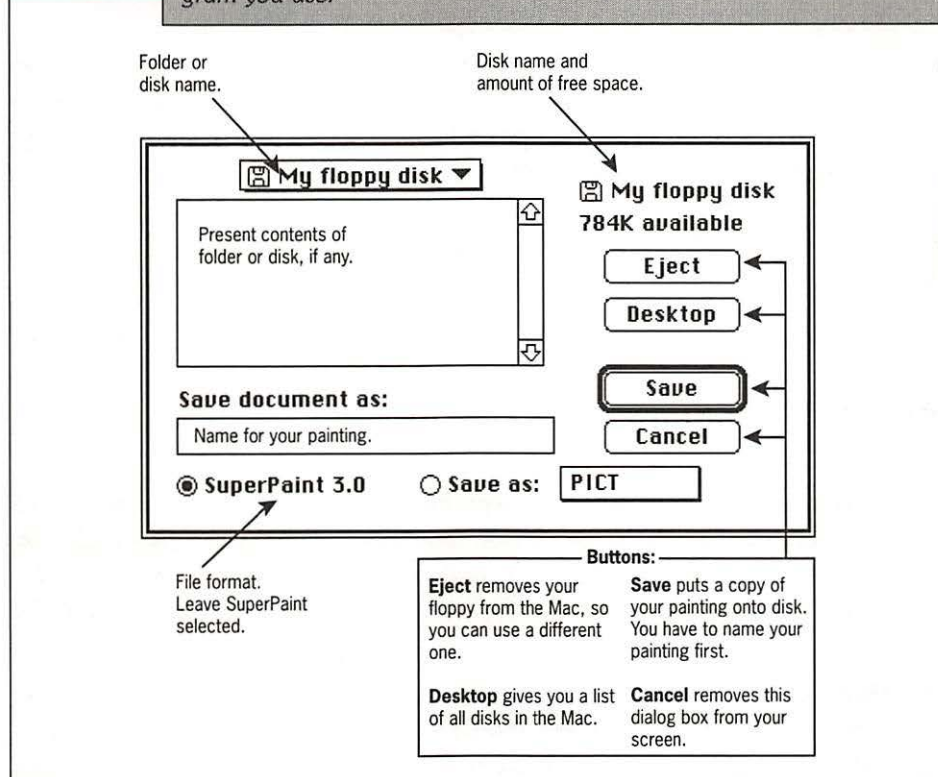 gram you use.
Folder or
disk name.
Disk name and
amount of free space.
My floppy disk
My floppy disk
784K available
Present contents of
folder or disk, if any.
Eject
Desktop
Save
Cancel
Save document as:
Name for your painting.
SuperPaint 3.0
Save as:
PICT
File format.
Leave SuperPaint
selected.
Buttons:
Eject removes your
floppy from the Mac, so
you can use a different
one.
Desktop gives you a list
of all disks in the Mac.
Save puts a copy of
your painting onto disk.
You have to name your
painting first.
Cancel removes this
dialog box from your
screen.